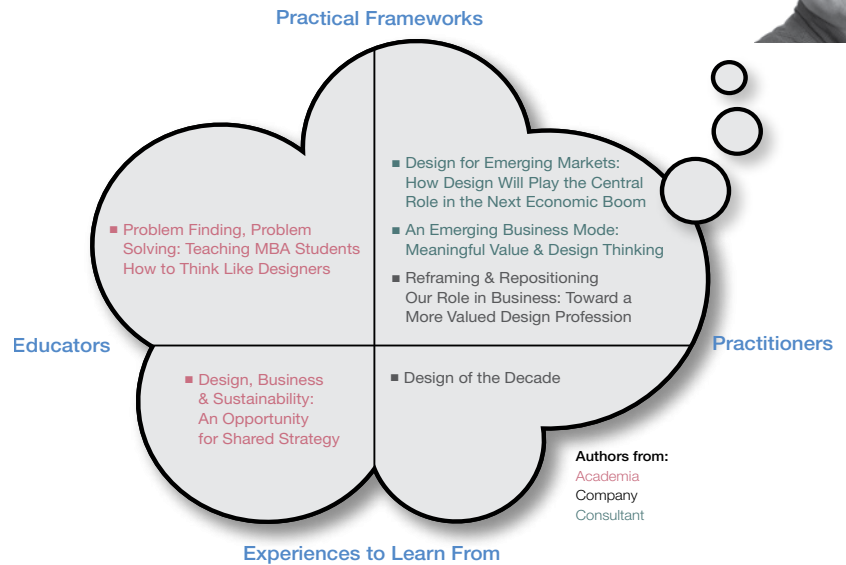 Practical Frameworks
Design for Emerging Markets:
How Design Will Play the Central
Role in the Next Economic Boom
An Emerging Business Mode:
Meaningful Value & Design Thinking
Reframing & Repositioning
Our Role in Business: Toward a
More Valued Design Profession
Problem Finding, Problem
Solving: Teaching MBA Students
How to Think Like Designers
Educators
Practitioners
Design, Business
& Sustainability:
An Opportunity
for Shared Strategy
Design of the Decade
Authors from:
Academia
Company
Consultant
Experiences to Learn From